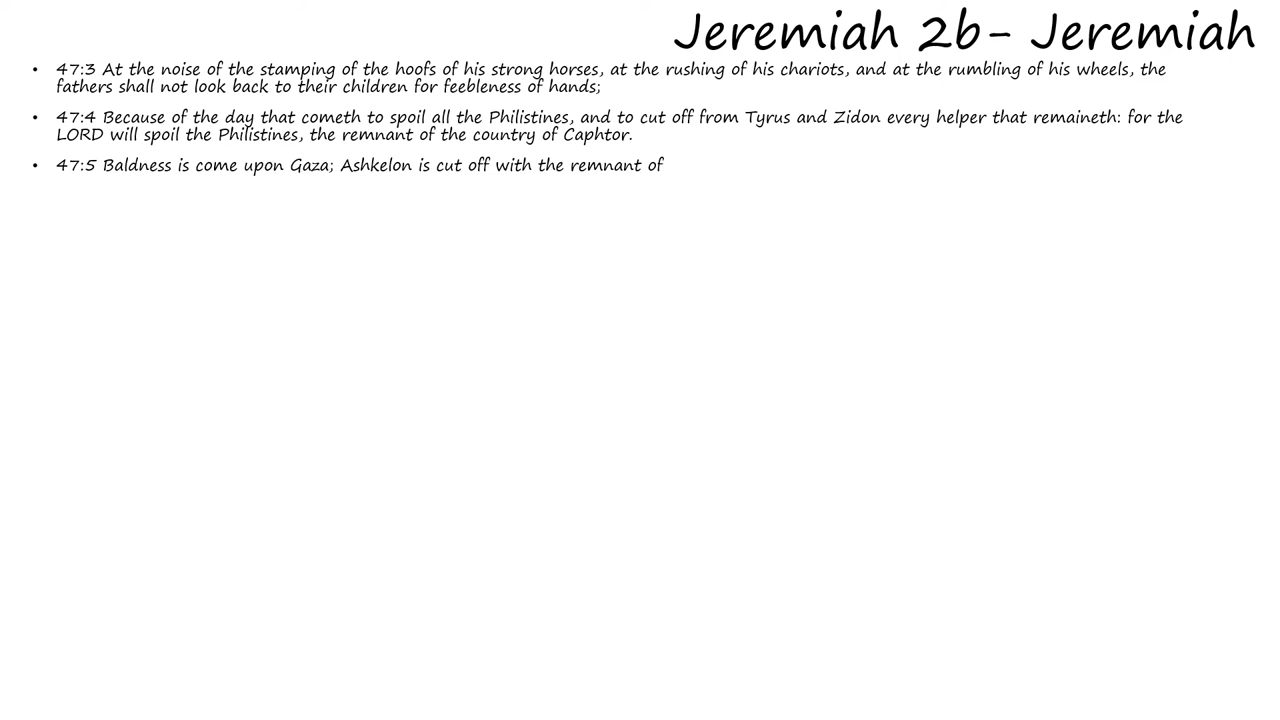 Jeremiah 2b- Jeremiah
• 47:3 At the noise of the stamping of the hoofs of his strong horses, at the rushing of his chariots, and at the rumbling of his wheels, the
fathers shall not look back to their children for feebleness of hands;
• 47:4 Because of the day that cometh to spoil all the Philistines, and to cut off from Tyrus and Zidon every helper that remaineth: for the
LORD will spoil the Philistines, the remnant of the country of Caphtor.
• 47:5 Baldness is come upon Gaza; Ashkelon is cut off with the remnant of